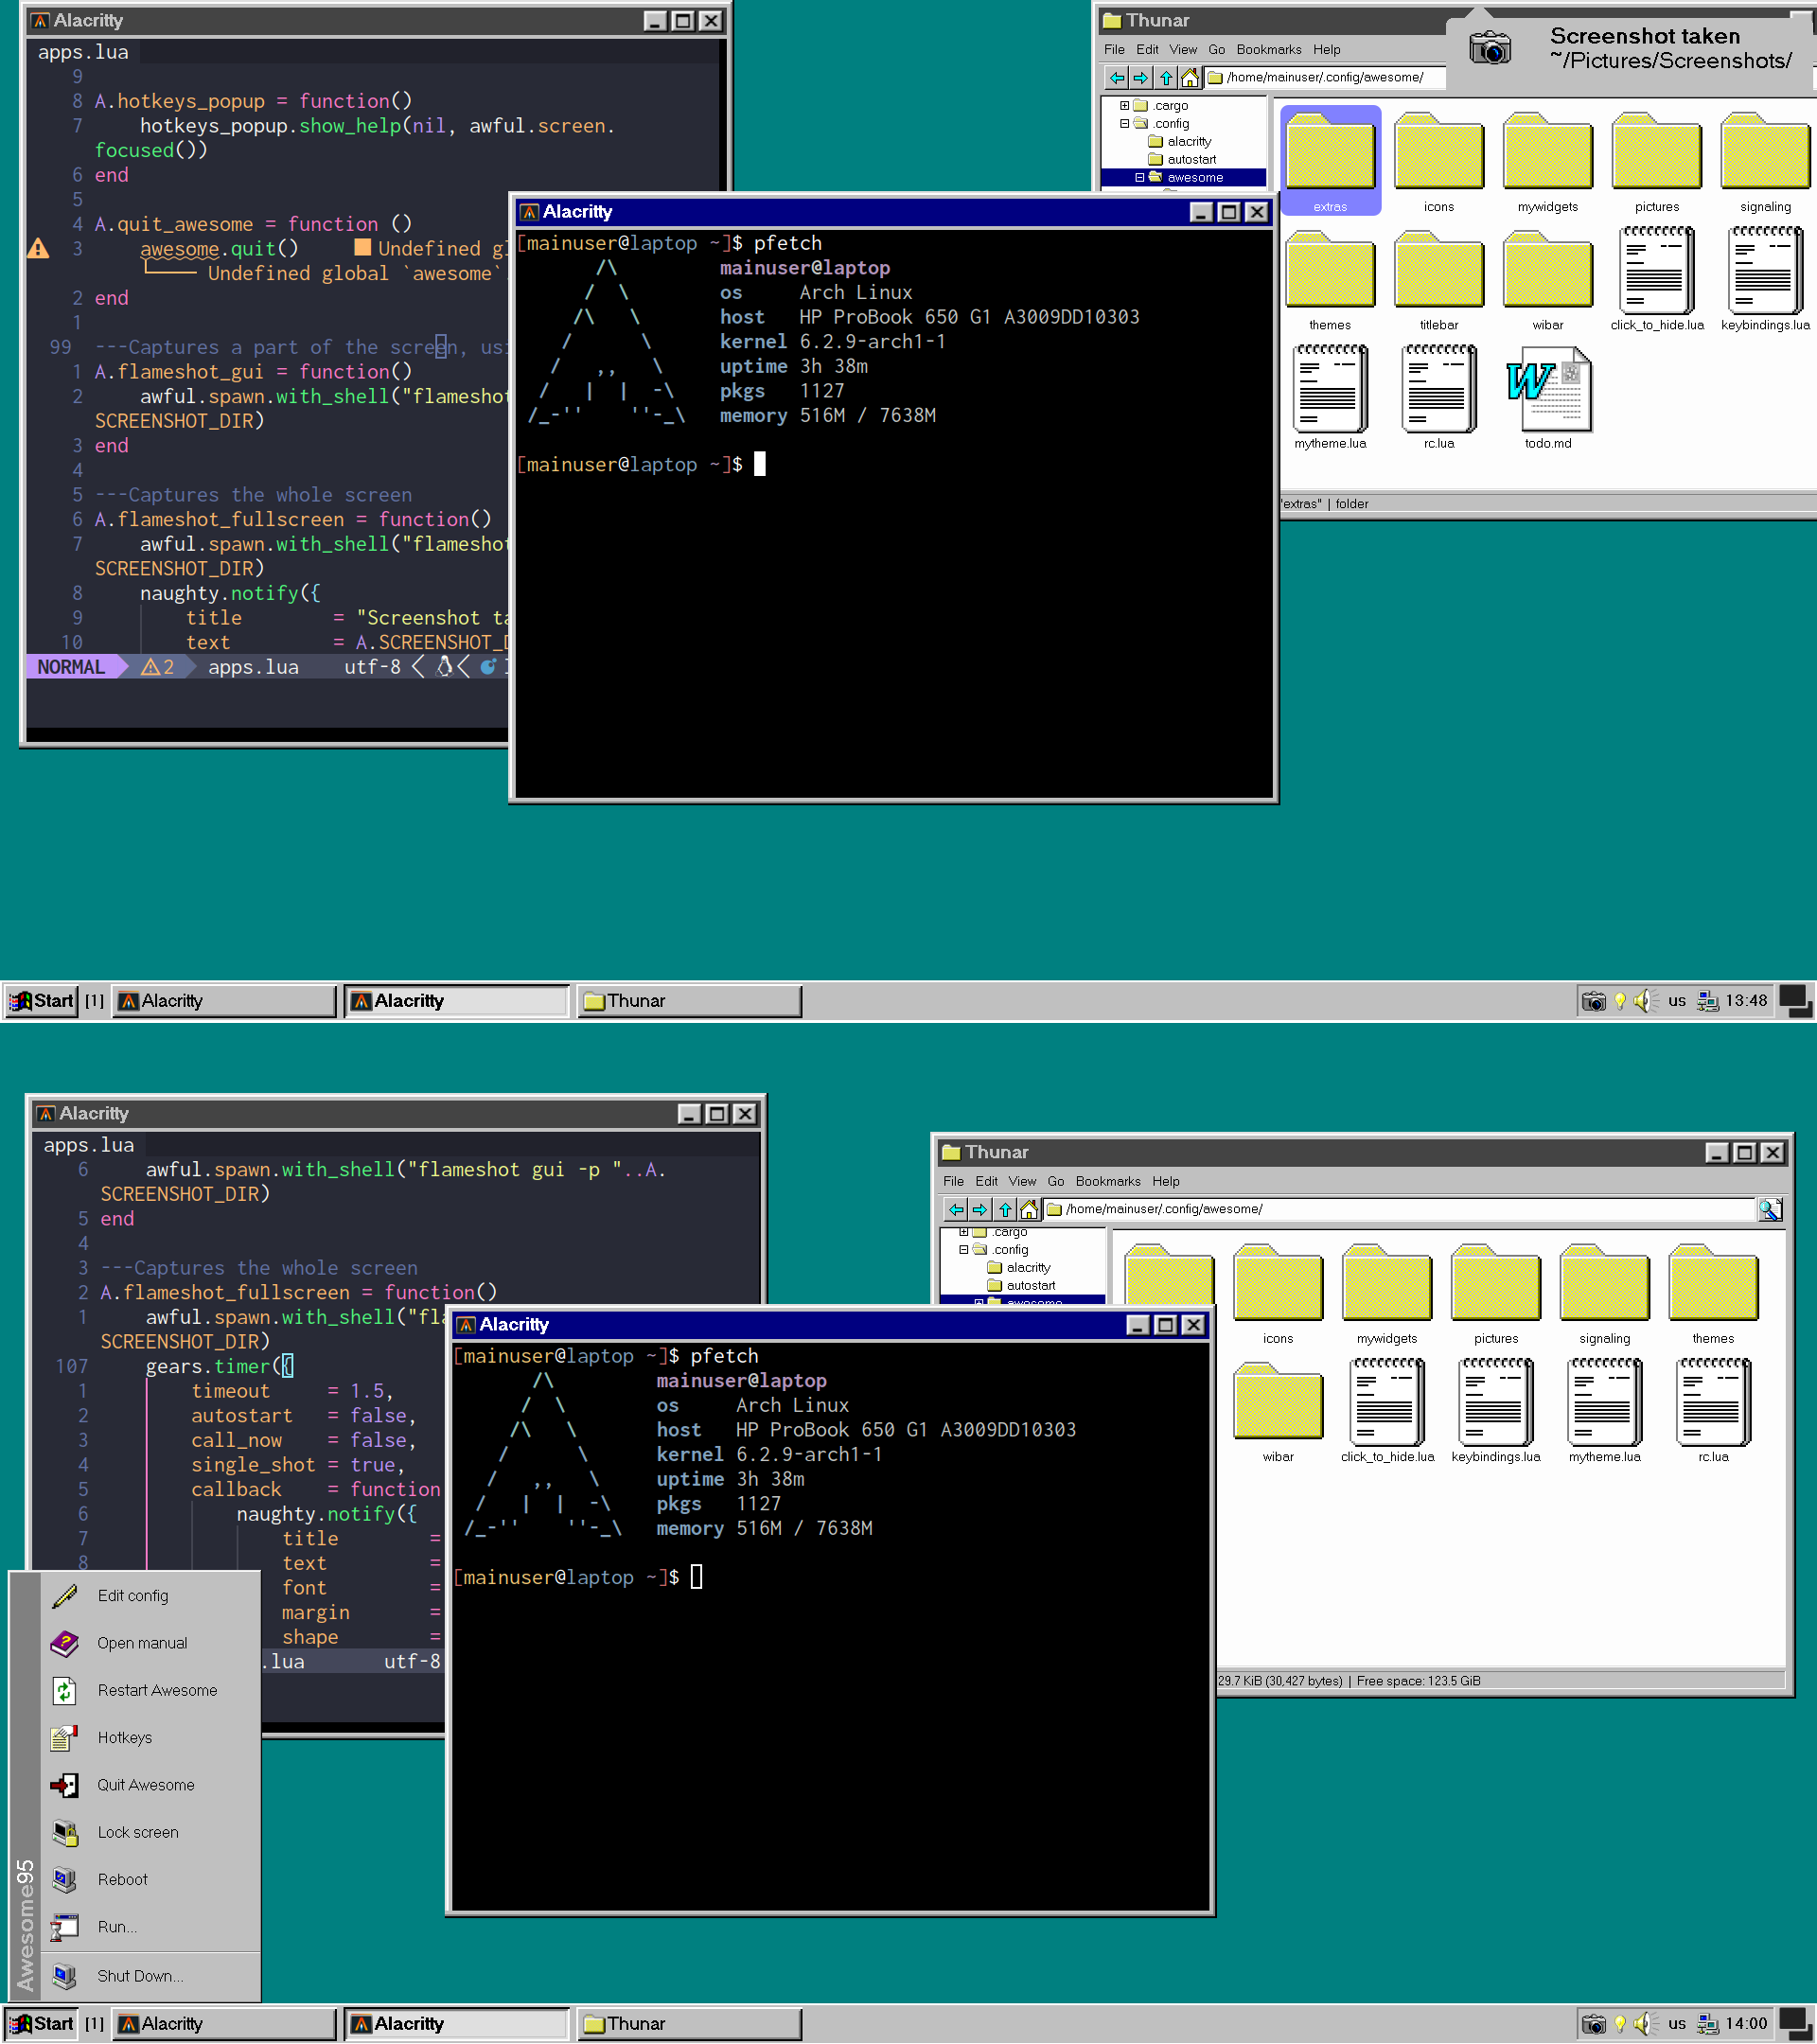 Alacritty
apps.lua
9
8 A.hotkeys_popup = function()
7 hotkeys_popup.show_help(nil, awful.screen.
focused())
6 end
5
4 A.quit_awesome = function ()
3 awesome.quit() Undefined gl
Undefined global `awesome`
2 end
1
99 ---Captures a part of the screen, usi
1 A.flameshot_gui = function()
2 awful.spawn.with_shell("flameshot
SCREENSHOT_DIR)
3 end
4
5 ---Captures the whole screen
6 A.flameshot_fullscreen = function()
7 awful.spawn.with_shell("flameshot
SCREENSHOT_DIR)
8 naughty.notify({
9 title = "Screenshot ta
10 text = A.SCREENSHOT_D
NORMAL 2 apps.lua utf-8
Alacritty
[mainuser@laptop ~]$ pfetch
mainuser@laptop
os Arch Linux
host HP ProBook 650 G1 A3009DD10303
kernel 6.2.9-arch1-1
uptime 3h 38m
pkgs 1127
memory 516M / 7638M
[mainuser@laptop ~]$
Thunar
File Edit View Go Bookmarks Help
/home/mainuser/.config/awesome/
Screenshot taken
~/Pictures/Screenshots/
.cargo
.config
alacritty
autostart
awesome
extras icons mywidgets pictures signaling
themes titlebar wibar click_to_hide.lua keybindings.lua
mytheme.lua rc.lua todo.md
"extras" | folder
Start [1] Alacritty Alacritty Thunar us 13:48
Alacritty
apps.lua
6 awful.spawn.with_shell("flameshot gui -p "..A.
SCREENSHOT_DIR)
5 end
4
3 ---Captures the whole screen
2 A.flameshot_fullscreen = function()
1 awful.spawn.with_shell("fla
SCREENSHOT_DIR)
107 gears.timer({
1 timeout = 1.5,
2 autostart = false,
3 call_now = false,
4 single_shot = true,
5 callback = function
6 naughty.notify({
7 title =
8 text =
font =
margin =
shape =
.lua utf-8
Alacritty
[mainuser@laptop ~]$ pfetch
mainuser@laptop
os Arch Linux
host HP ProBook 650 G1 A3009DD10303
kernel 6.2.9-arch1-1
uptime 3h 38m
pkgs 1127
memory 516M / 7638M
[mainuser@laptop ~]$
Thunar
File Edit View Go Bookmarks Help
/home/mainuser/.config/awesome/
.cargo
.config
alacritty
autostart
awesome
icons mywidgets pictures signaling themes
wibar click_to_hide.lua keybindings.lua mytheme.lua rc.lua
29.7 KiB (30,427 bytes) | Free space: 123.5 GiB
Edit config
Open manual
Restart Awesome
Hotkeys
Quit Awesome
Lock screen
Reboot
Run...
Shut Down...
Awesome95
Start [1] Alacritty Alacritty Thunar us 14:00